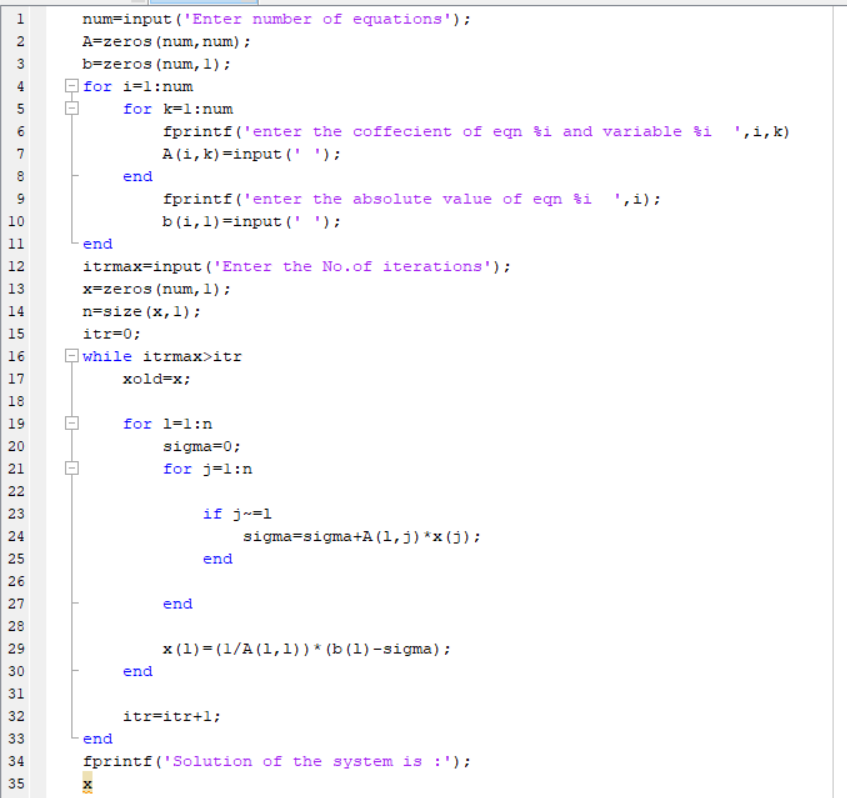 1 num=input('Enter number of equations');
2 A=zeros(num,num);
3 b=zeros(num,1);
4 for i=1:num
5 for k=1:num
6 fprintf('enter the coffecient of eqn %i and variable %i  ',i,k)
7 A(i,k)=input(' ');
8 end
9 fprintf('enter the absolute value of eqn %i  ',i);
10 b(i,1)=input(' ');
11 end
12 itrmax=input('Enter the No.of iterations');
13 x=zeros(num,1);
14 n=size(x,1);
15 itr=0;
16 while itrmax>itr
17 xold=x;
18
19 for l=1:n
20 sigma=0;
21 for j=1:n
22
23 if j~=l
24 sigma=sigma+A(l,j)*x(j);
25 end
26
27 end
28
29 x(l)=(1/A(l,l))*(b(l)-sigma);
30 end
31
32 itr=itr+1;
33 end
34 fprintf('Solution of the system is :');
35 x